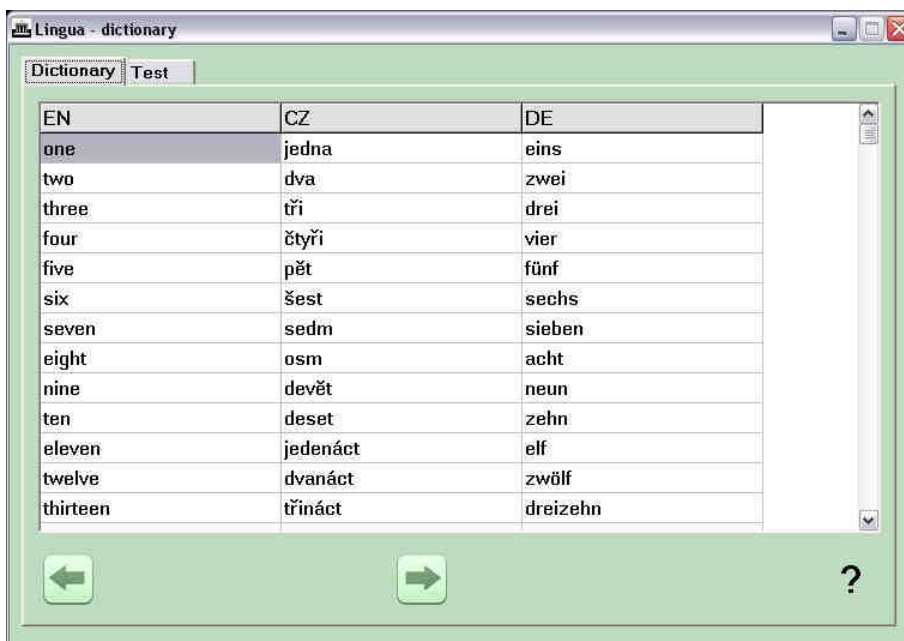 Lingua - dictionary
Dictionary Test
EN CZ DE
one jedna eins
two dva zwei
three tři drei
four čtyři vier
five pět fünf
six šest sechs
seven sedm sieben
eight osm acht
nine devět neun
ten deset zehn
eleven jedenáct elf
twelve dvanáct zwölf
thirteen třináct dreizehn
?